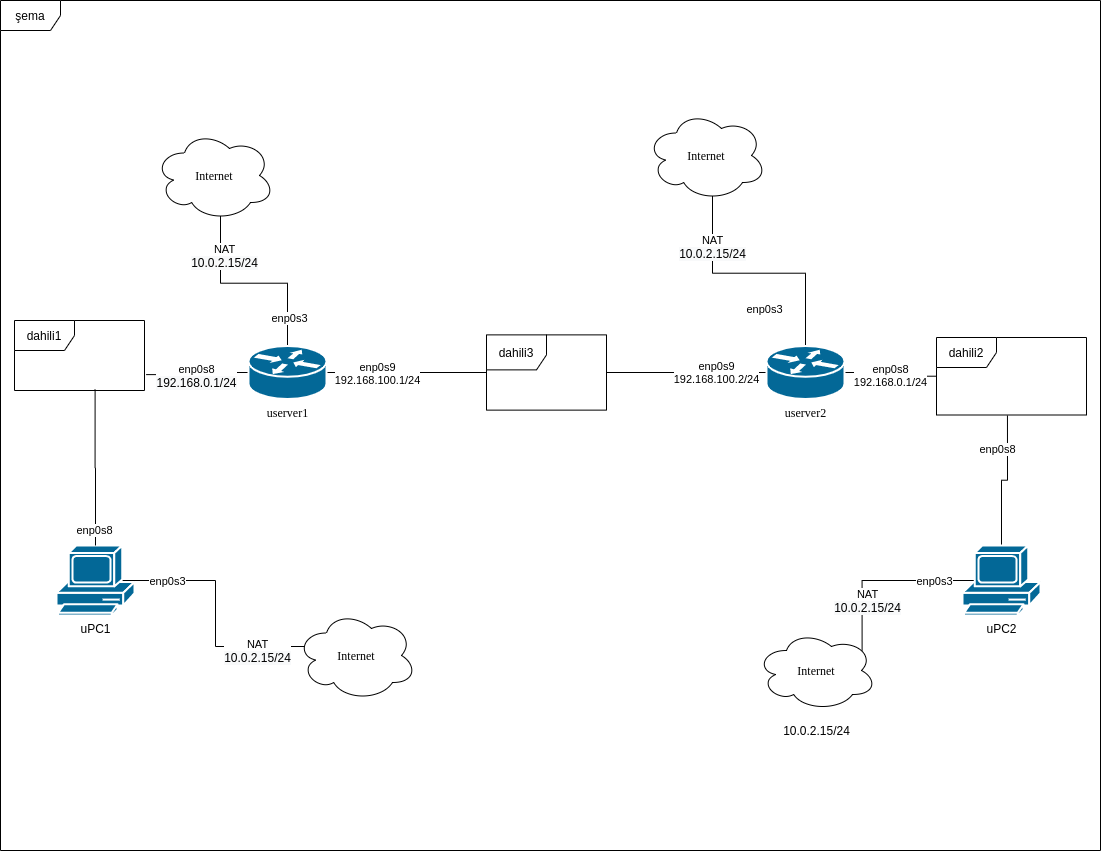 şema
Internet
NAT
10.0.2.15/24
enp0s3
Internet
NAT
10.0.2.15/24
enp0s3
dahili1
enp0s8
192.168.0.1/24
userver1
enp0s9
192.168.100.1/24
dahili3
enp0s9
192.168.100.2/24
userver2
enp0s8
192.168.0.1/24
dahili2
enp0s8
enp0s8
uPC1
enp0s3
NAT
10.0.2.15/24
Internet
enp0s3
uPC2
NAT
10.0.2.15/24
Internet
10.0.2.15/24